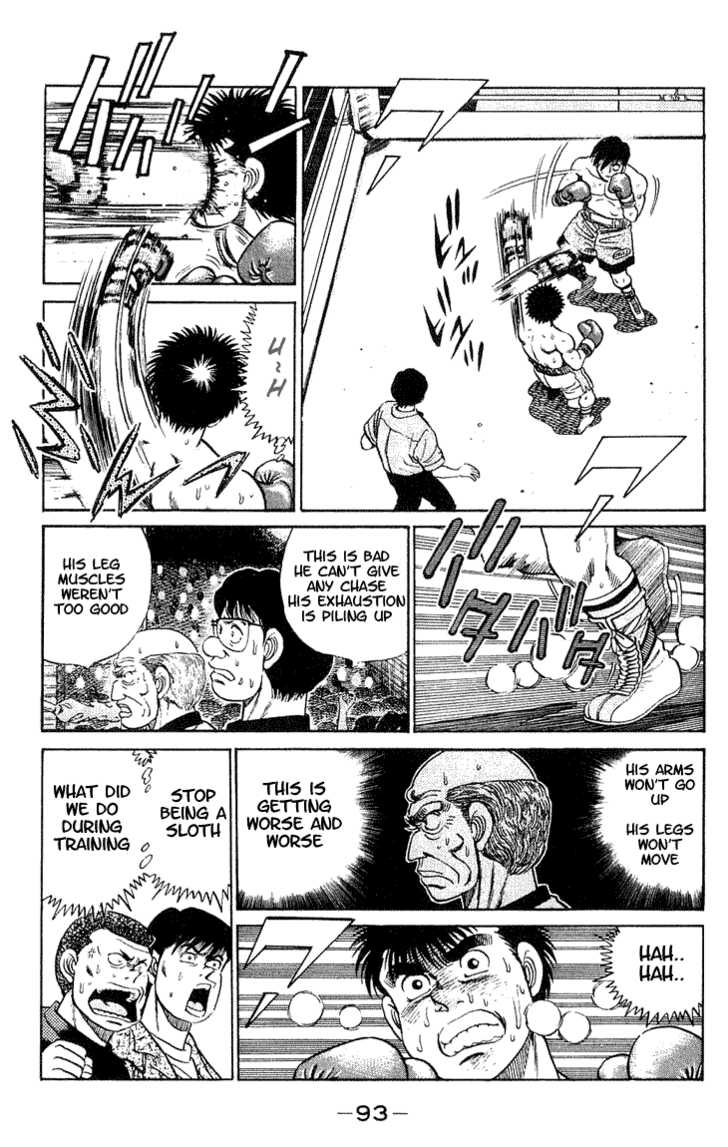 THIS IS BAD
HE CAN'T GIVE
ANY CHASE
HIS EXHAUSTION
IS PILING UP
HIS LEG
MUSCLES
WEREN'T
TOO GOOD
HIS ARMS
WON'T GO
UP
HIS LEGS
WON'T
MOVE
THIS IS
GETTING
WORSE AND
WORSE
HAH..
HAH..
STOP
BEING A
SLOTH
WHAT DID
WE DO
DURING
TRAINING
—93—